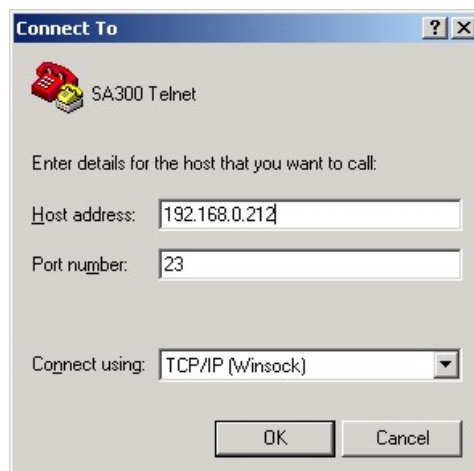 Connect To
SA300 Telnet
Enter details for the host that you want to call:
Host address: 192.168.0.212
Port number: 23
Connect using: TCP/IP (Winsock)
OK Cancel